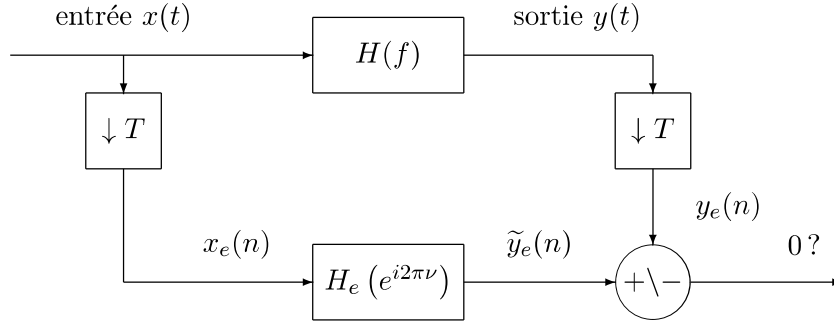 entrée x(t)
H(f)
sortie y(t)
↓ T
↓ T
x_e(n)
H_e (e^{i2πν})
ỹ_e(n)
y_e(n)
+\−
0 ?